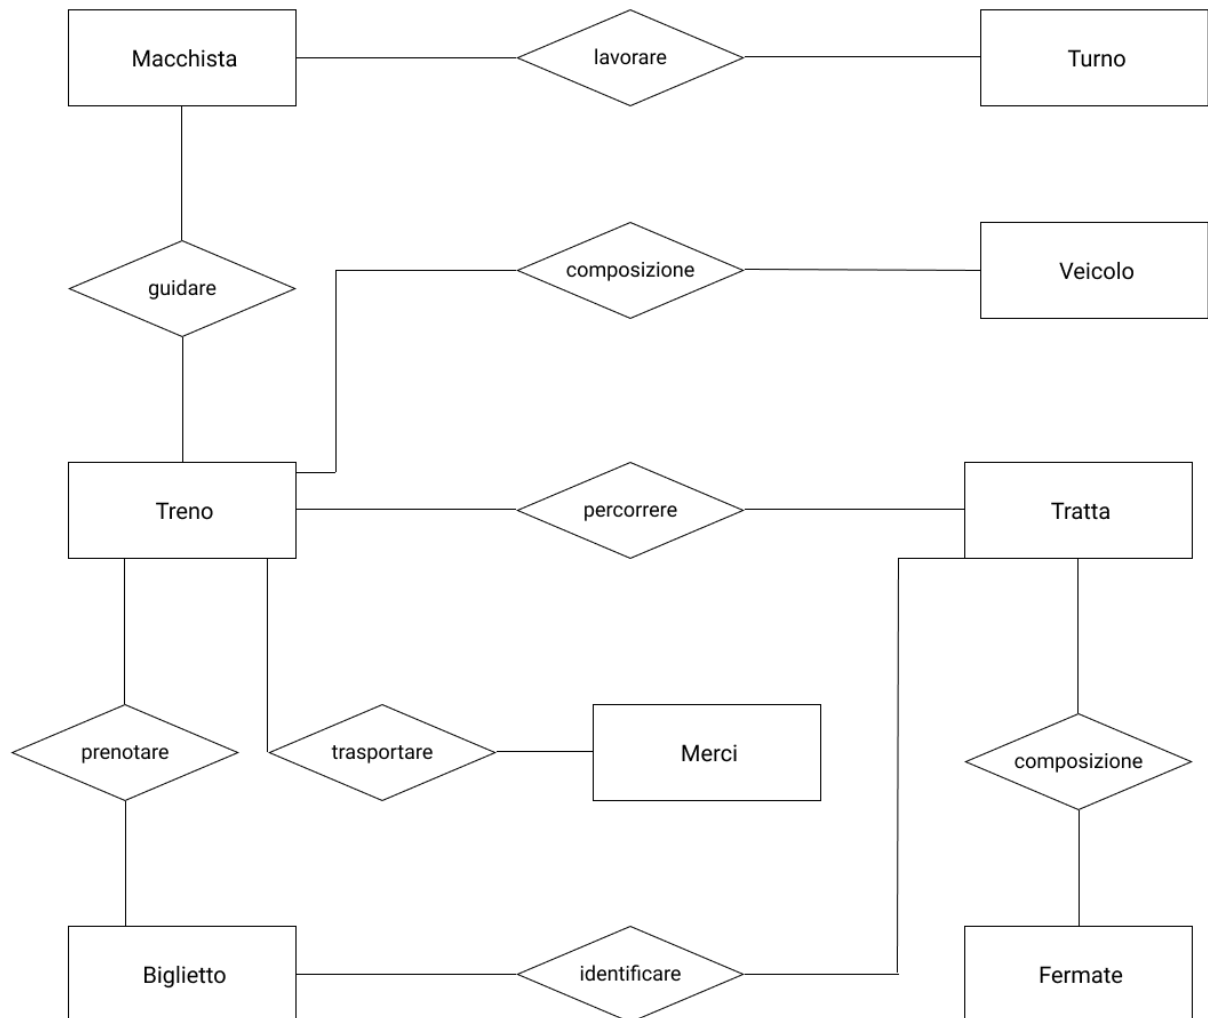 Macchista
lavorare
Turno
composizione
Veicolo
guidare
Treno
percorrere
Tratta
prenotare
trasportare
Merci
composizione
Biglietto
identificare
Fermate